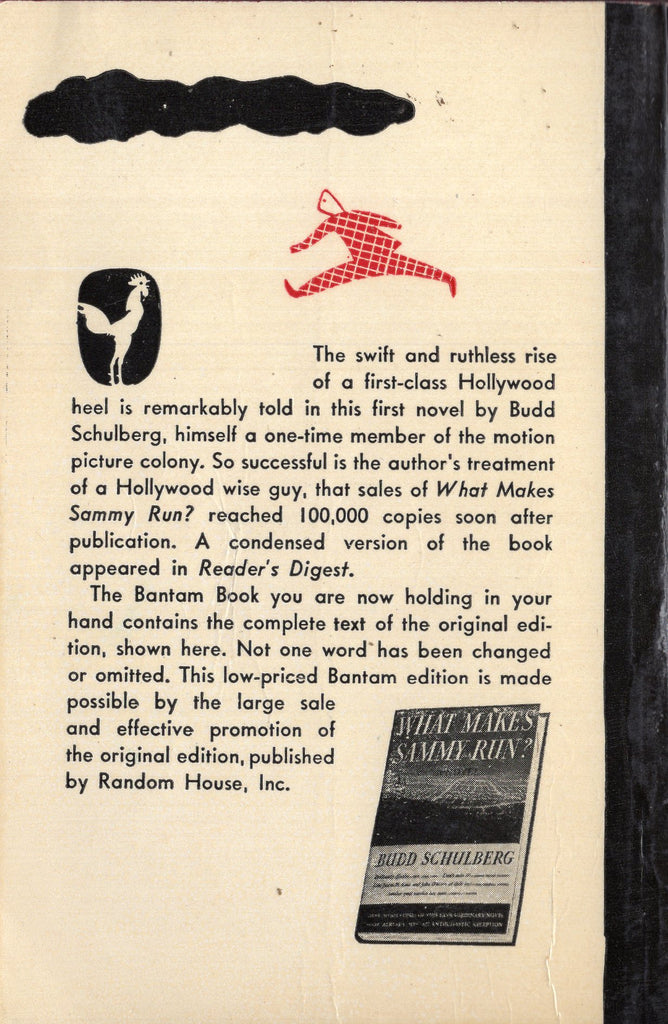 The swift and ruthless rise
of a first-class Hollywood
heel is remarkably told in this first novel by Budd
Schulberg, himself a one-time member of the motion
picture colony. So successful is the author's treatment
of a Hollywood wise guy, that sales of What Makes
Sammy Run? reached 100,000 copies soon after
publication. A condensed version of the book
appeared in Reader's Digest.
The Bantam Book you are now holding in your
hand contains the complete text of the original edi-
tion, shown here. Not one word has been changed
or omitted. This low-priced Bantam edition is made
possible by the large sale
and effective promotion of
the original edition, published
by Random House, Inc.
WHAT MAKES
SAMMY RUN?
BUDD SCHULBERG